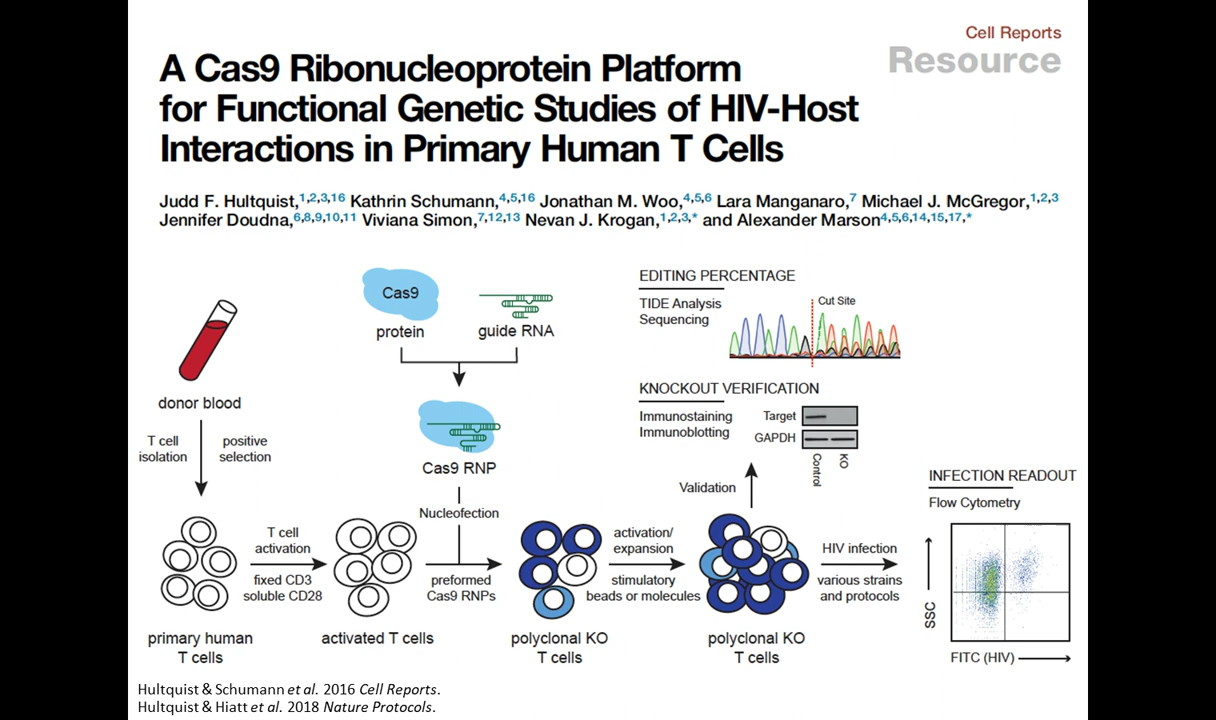 Cell Reports
Resource
A Cas9 Ribonucleoprotein Platform
for Functional Genetic Studies of HIV-Host
Interactions in Primary Human T Cells
Judd F. Hultquist,1,2,3,16 Kathrin Schumann,4,5,16 Jonathan M. Woo,4,5,6 Lara Manganaro,7 Michael J. McGregor,1,2,3
Jennifer Doudna,6,8,9,10,11 Viviana Simon,7,12,13 Nevan J. Krogan,1,2,3,* and Alexander Marson4,5,6,14,15,17,*
donor blood
T cell
isolation
positive
selection
primary human
T cells
T cell
activation
fixed CD3
soluble CD28
activated T cells
Cas9
protein
guide RNA
Cas9 RNP
Nucleofection
preformed
Cas9 RNPs
polyclonal KO
T cells
activation/
expansion
stimulatory
beads or molecules
polyclonal KO
T cells
Validation
EDITING PERCENTAGE
TIDE Analysis
Sequencing
Cut Site
KNOCKOUT VERIFICATION
Immunostaining
Immunoblotting
Target
GAPDH
Control
KO
HIV infection
various strains
and protocols
INFECTION READOUT
Flow Cytometry
SSC
FITC (HIV)
Hultquist & Schumann et al. 2016 Cell Reports.
Hultquist & Hiatt et al. 2018 Nature Protocols.